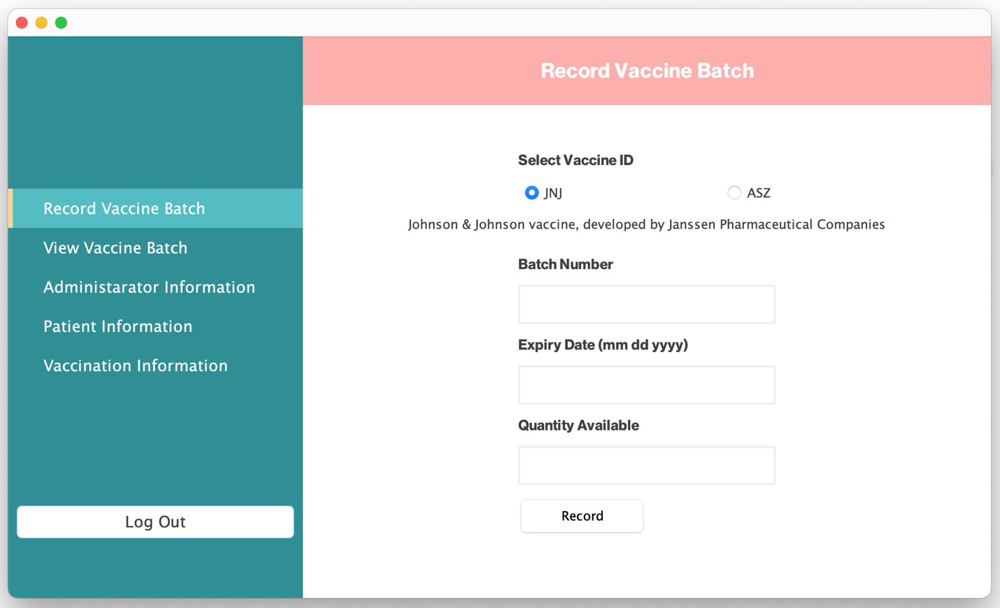 Record Vaccine Batch
View Vaccine Batch
Administarator Information
Patient Information
Vaccination Information
Log Out
Record Vaccine Batch
Select Vaccine ID
JNJ ASZ
Johnson & Johnson vaccine, developed by Janssen Pharmaceutical Companies
Batch Number
Expiry Date (mm dd yyyy)
Quantity Available
Record